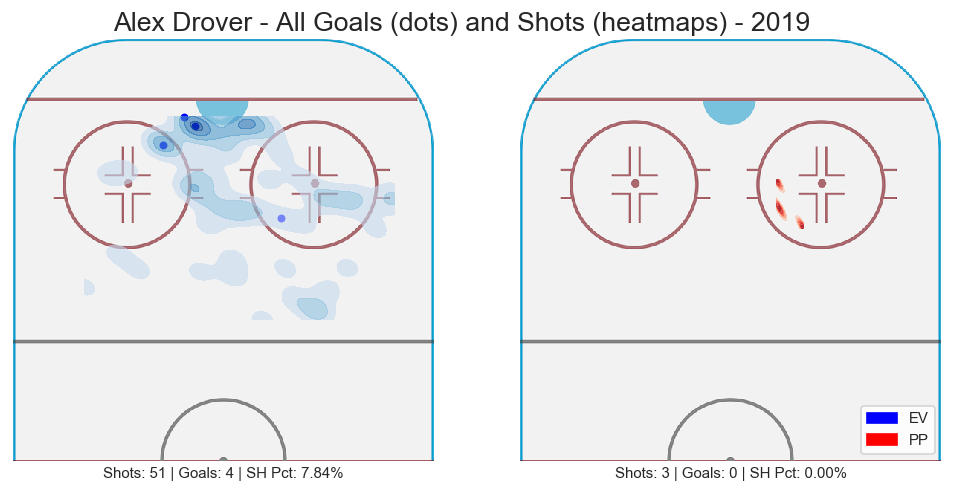 Alex Drover - All Goals (dots) and Shots (heatmaps) - 2019
EV
PP
Shots: 51 | Goals: 4 | SH Pct: 7.84%
Shots: 3 | Goals: 0 | SH Pct: 0.00%